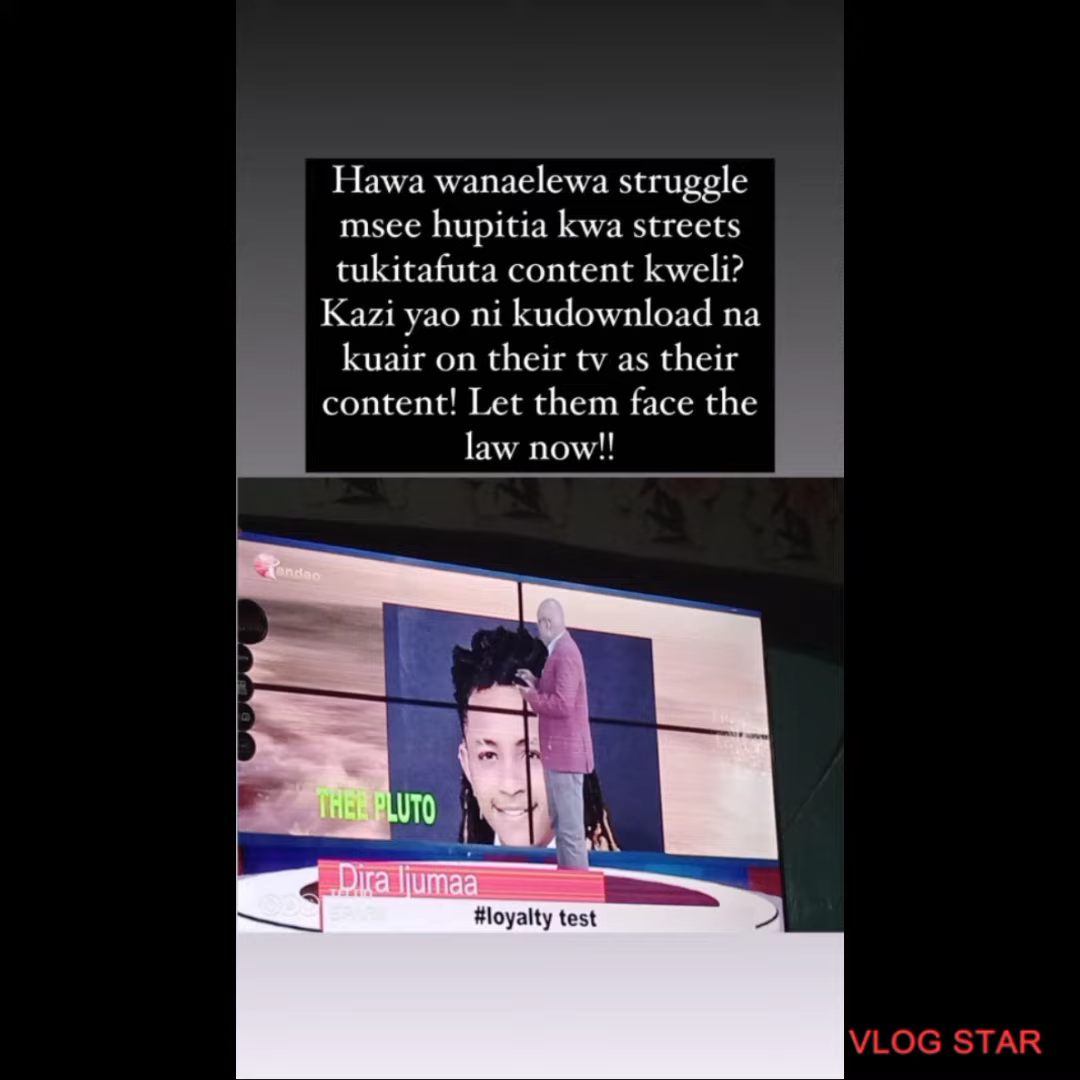 Hawa wanaelewa struggle
msee hupitia kwa streets
tukitafuta content kweli?
Kazi yao ni kudownload na
kuair on their tv as their
content! Let them face the
law now!!
andao
THEE PLUTO
Dira Ijumaa
#loyalty test
VLOG STAR